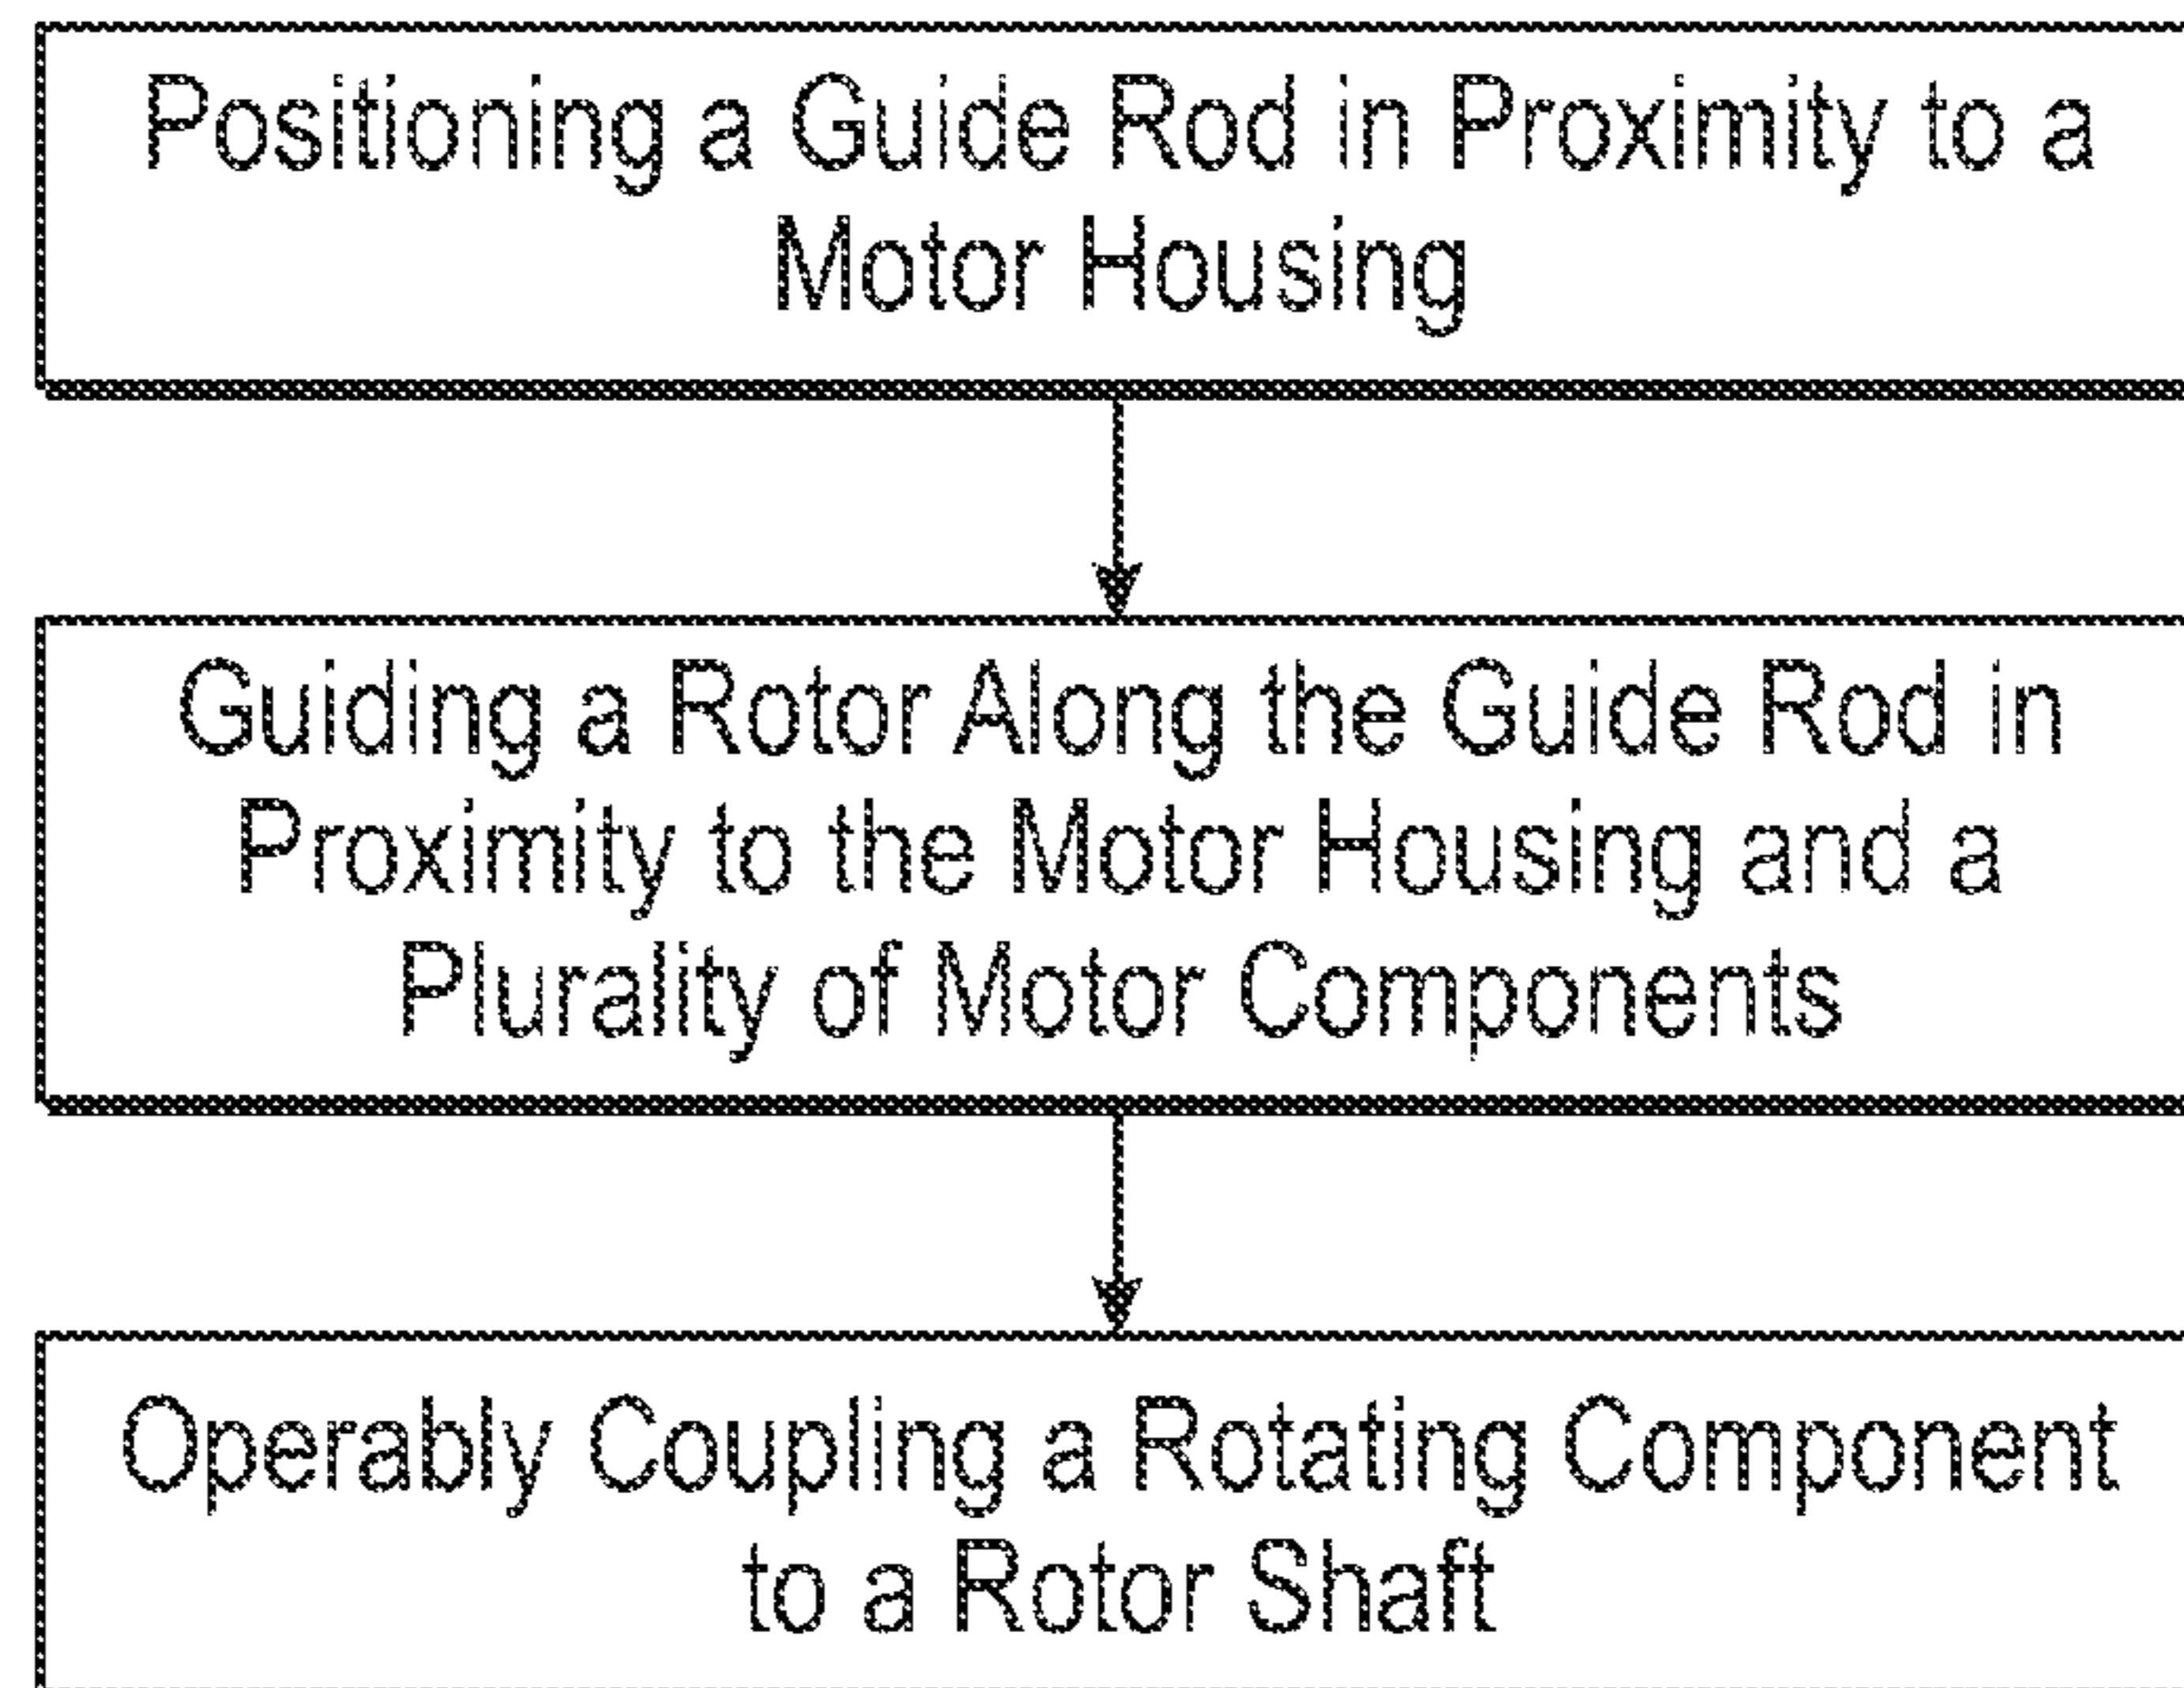 Positioning a Guide Rod in Proximity to a
Motor Housing
Guiding a Rotor Along the Guide Rod in
Proximity to the Motor Housing and a
Plurality of Motor Components
Operably Coupling a Rotating Component
to a Rotor Shaft